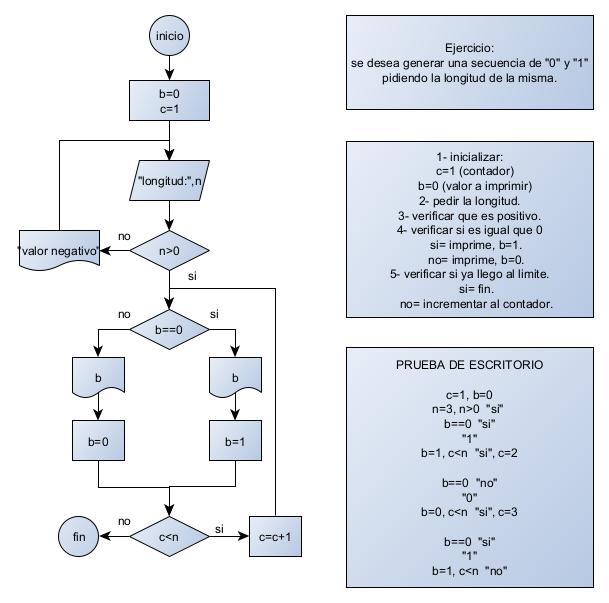 inicio
b=0
c=1
"longitud:",n
no
"valor negativo"
n>0
si
no
b==0
si
b
b
b=0
b=1
fin
no
c<n
si
c=c+1
Ejercicio:
se desea generar una secuencia de "0" y "1"
pidiendo la longitud de la misma.
1- inicializar:
c=1 (contador)
b=0 (valor a imprimir)
2- pedir la longitud.
3- verificar que es positivo.
4- verificar si es igual que 0
si= imprime, b=1.
no= imprime, b=0.
5- verificar si ya llego al limite.
si= fin.
no= incrementar al contador.
PRUEBA DE ESCRITORIO
c=1, b=0
n=3, n>0 "si"
b==0 "si"
"1"
b=1, c<n "si", c=2
b==0 "no"
"0"
b=0, c<n "si", c=3
b==0 "si"
"1"
b=1, c<n "no"